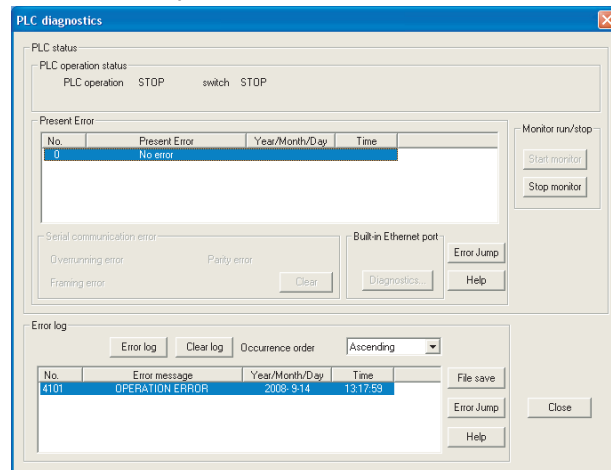 PLC diagnostics
PLC status
PLC operation status
PLC operation STOP switch STOP
Present Error
No. Present Error Year/Month/Day Time
0 No error
Monitor run/stop
Start monitor
Stop monitor
Serial communication error
Overrunning error Parity error
Framing error Clear
Built-in Ethernet port
Diagnostics...
Error Jump
Help
Error log
Error log Clear log Occurrence order Ascending
No. Error message Year/Month/Day Time
4101 OPERATION ERROR 2008- 9-14 13:17:59
File save
Error Jump
Help
Close